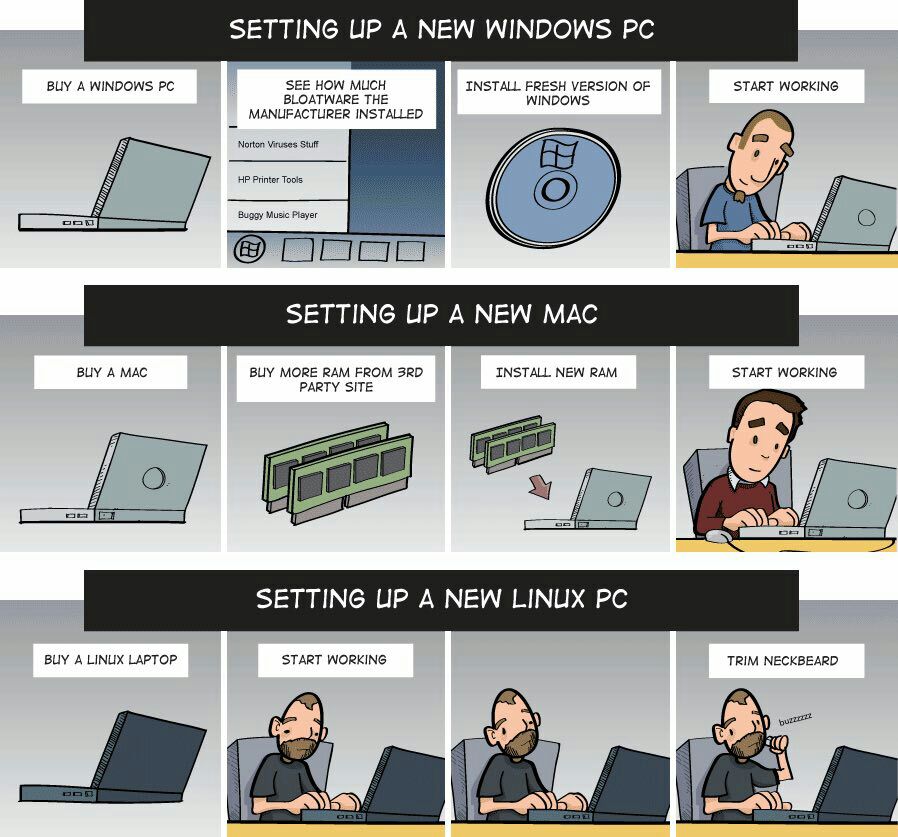 SETTING UP A NEW WINDOWS PC
BUY A WINDOWS PC
SEE HOW MUCH
BLOATWARE THE
MANUFACTURER INSTALLED
Norton Viruses Stuff
HP Printer Tools
Buggy Music Player
INSTALL FRESH VERSION OF
WINDOWS
START WORKING
SETTING UP A NEW MAC
BUY A MAC
BUY MORE RAM FROM 3RD
PARTY SITE
INSTALL NEW RAM
START WORKING
SETTING UP A NEW LINUX PC
BUY A LINUX LAPTOP
START WORKING
TRIM NECKBEARD
buzzzzzz